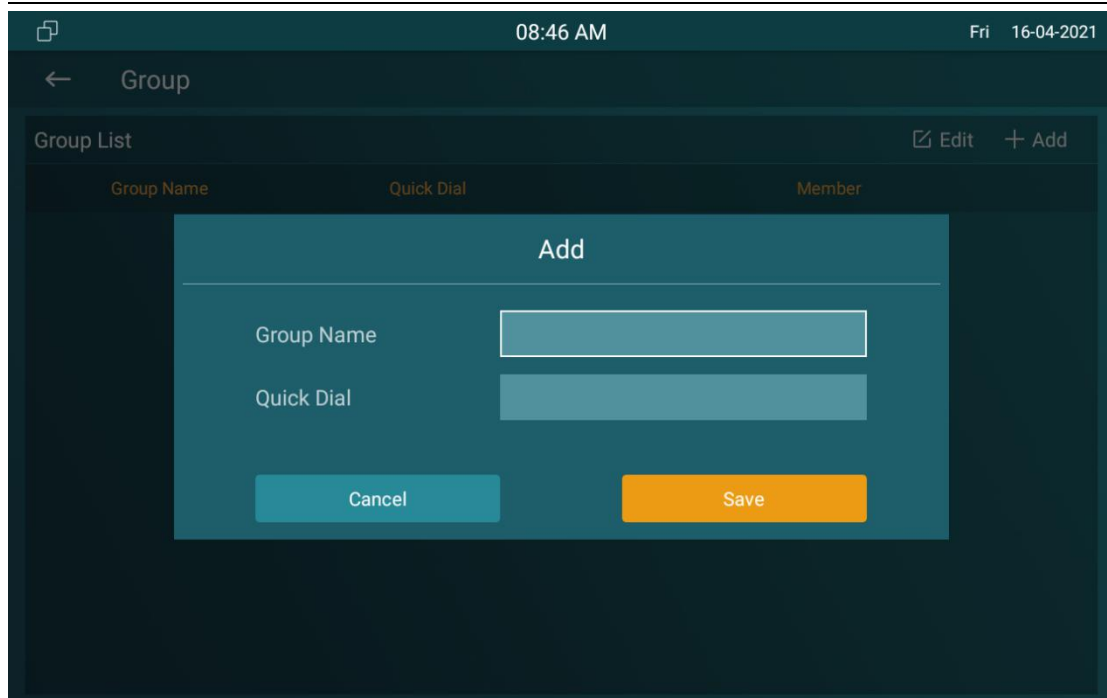 08:46 AM Fri 16-04-2021
Group
Group List Edit Add
Group Name Quick Dial Member
Add
Group Name
Quick Dial
Cancel Save